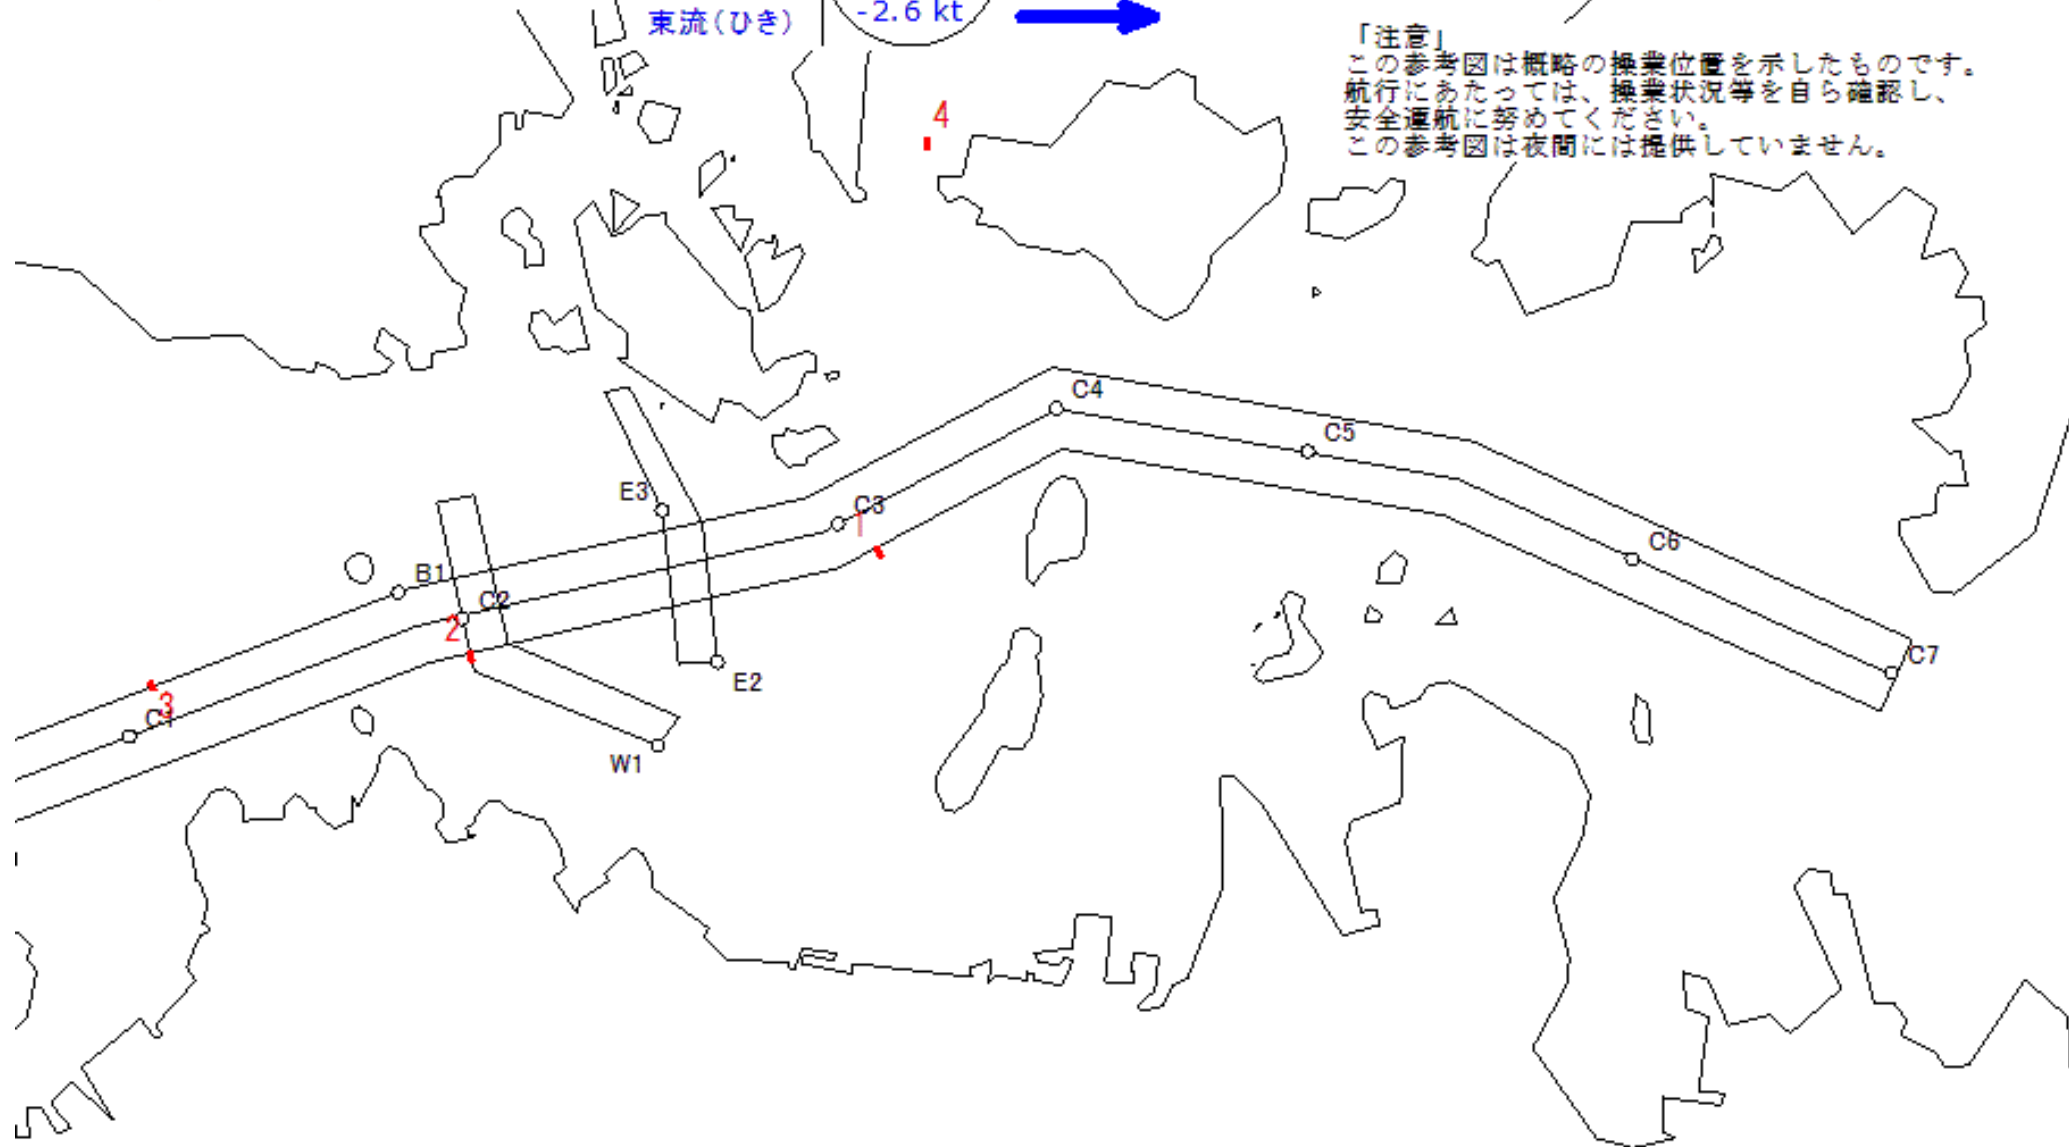 東流(ひき)
-2.6 kt
「注意」
この参考図は概略の操業位置を示したものです。
航行にあたっては、操業状況等を自ら確認し、
安全運航に努めてください。
この参考図は夜間には提供していません。
4
C4
C5
E3
C3
1
C6
B1
C2
2
C7
E2
3
C1
W1